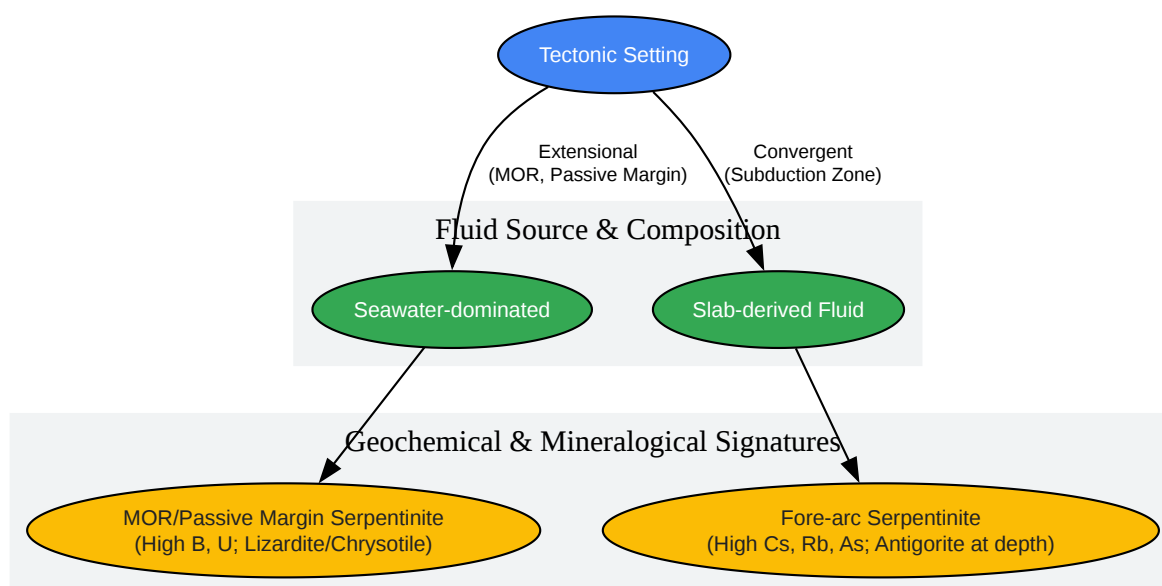 Tectonic Setting
Extensional
(MOR, Passive Margin)
Convergent
(Subduction Zone)
Fluid Source & Composition
Seawater-dominated
Slab-derived Fluid
Geochemical & Mineralogical Signatures
MOR/Passive Margin Serpentinite
(High B, U; Lizardite/Chrysotile)
Fore-arc Serpentinite
(High Cs, Rb, As; Antigorite at depth)